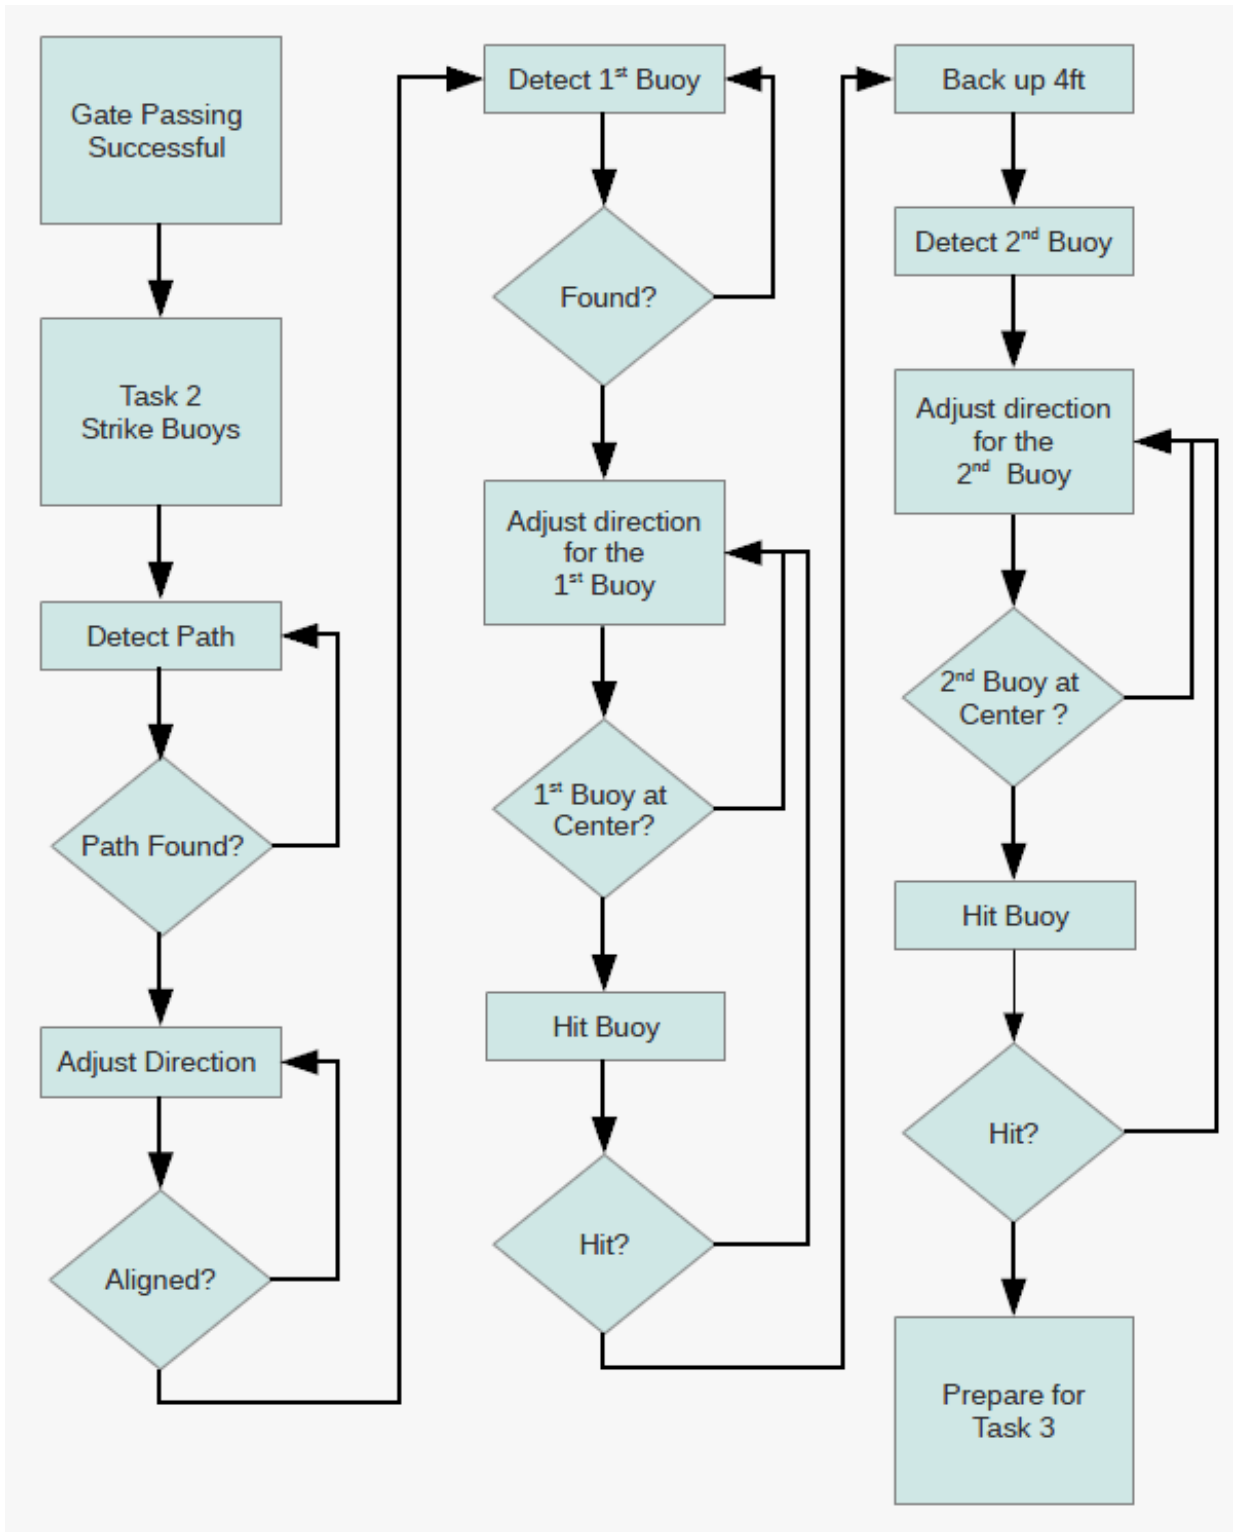 Gate Passing
Successful
Task 2
Strike Buoys
Detect Path
Path Found?
Adjust Direction
Aligned?
Detect 1st Buoy
Found?
Adjust direction
for the
1st Buoy
1st Buoy at
Center?
Hit Buoy
Hit?
Back up 4ft
Detect 2nd Buoy
Adjust direction
for the
2nd Buoy
2nd Buoy at
Center ?
Hit Buoy
Hit?
Prepare for
Task 3